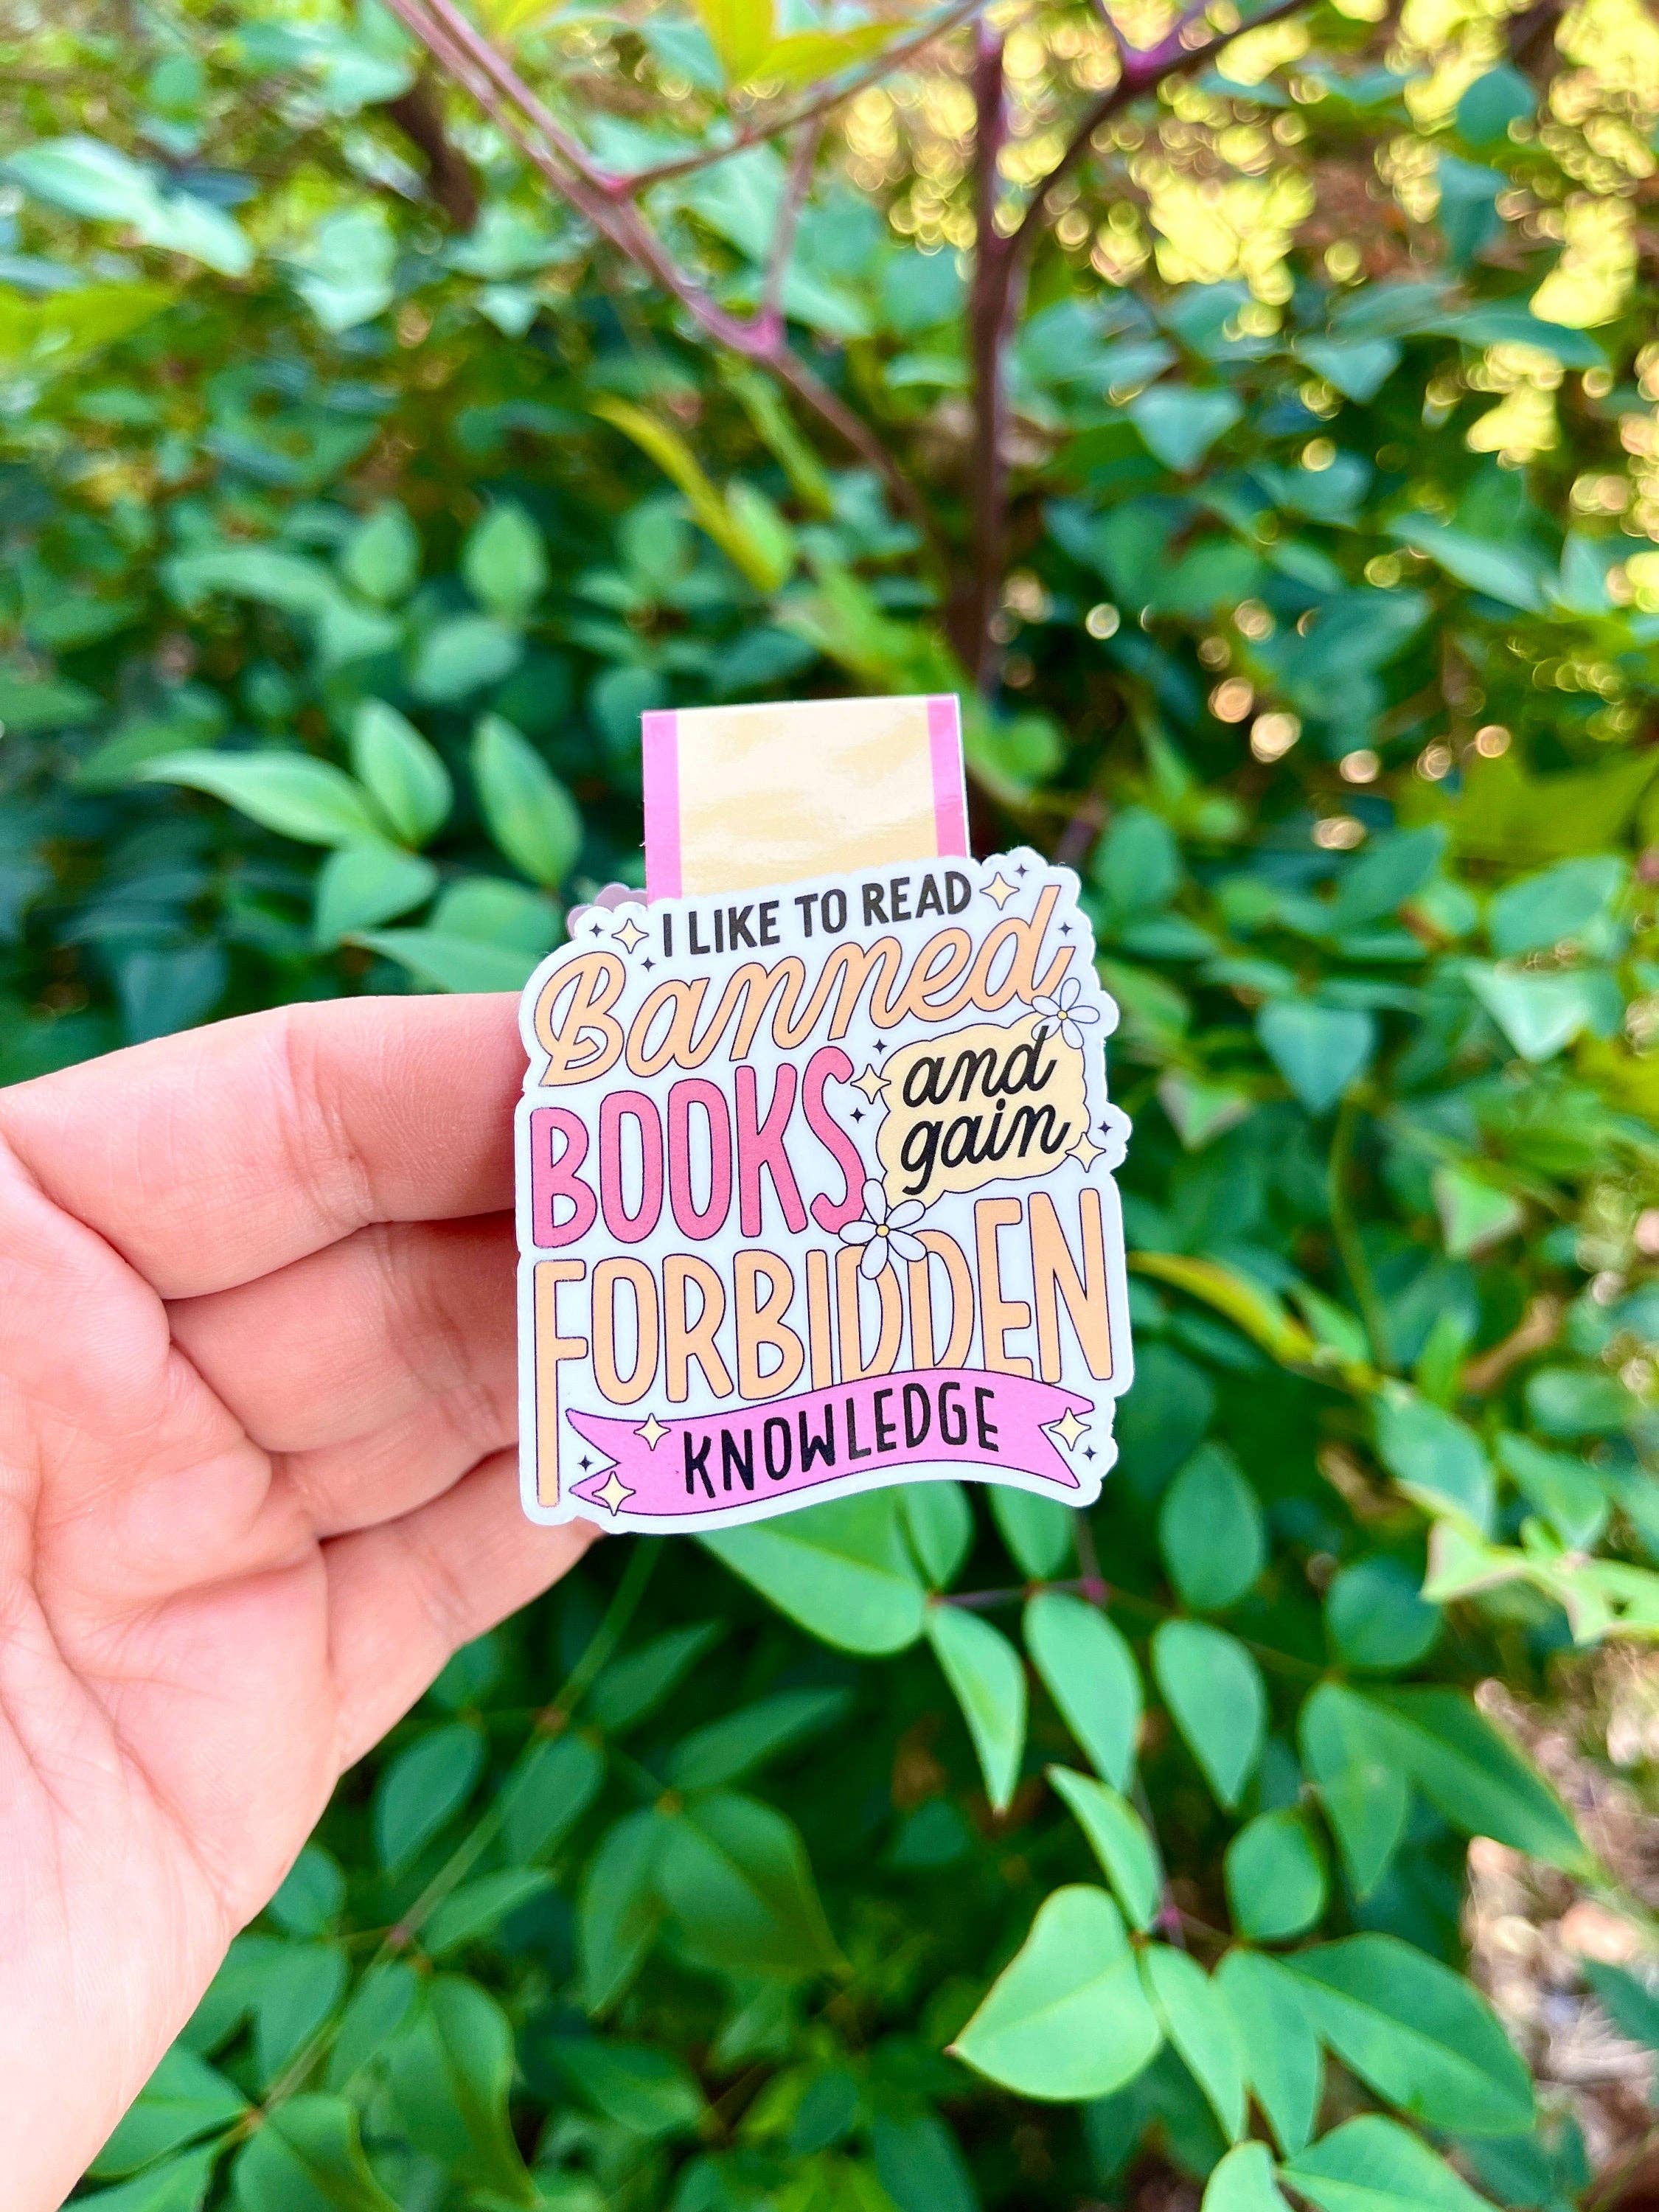 I LIKE TO READ
Banned
BOOKS and
gain
FORBIDDEN
KNOWLEDGE